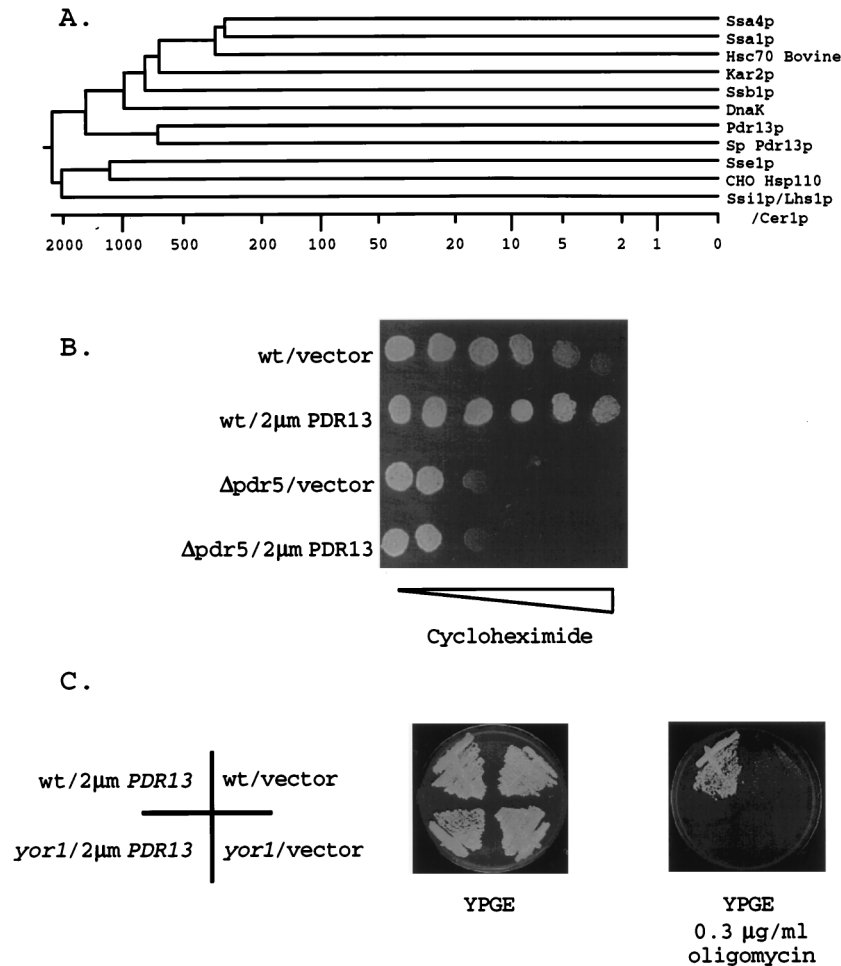 A.
Ssa4p
Ssa1p
Hsc70 Bovine
Kar2p
Ssb1p
DnaK
Pdr13p
Sp Pdr13p
Sse1p
CHO Hsp110
Ssi1p/Lhs1p
/Cer1p
2000 1000 500 200 100 50 20 10 5 2 1 0
B.
wt/vector
wt/2µm PDR13
Δpdr5/vector
Δpdr5/2µm PDR13
Cycloheximide
C.
wt/2µm PDR13 wt/vector
yor1/2µm PDR13 yor1/vector
YPGE
YPGE
0.3 µg/ml
oligomycin